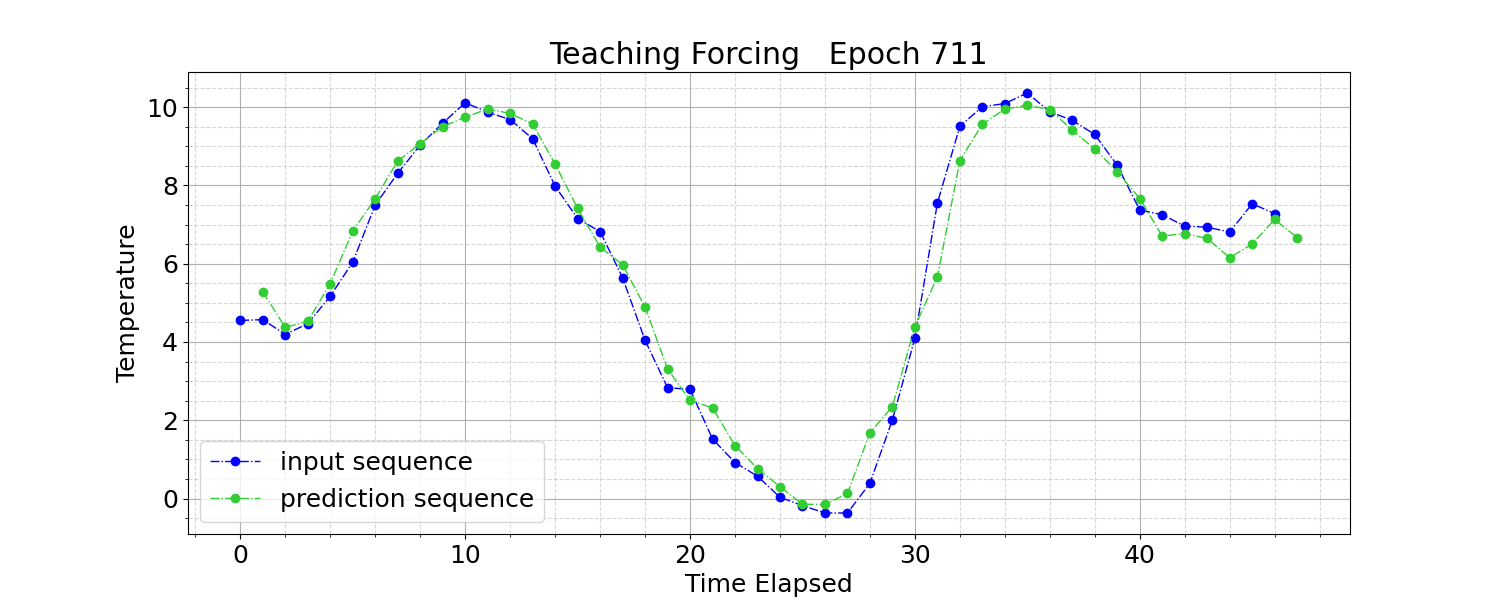 Teaching Forcing   Epoch 711
Temperature
10
8
6
4
2
0
input sequence
prediction sequence
0 10 20 30 40
Time Elapsed